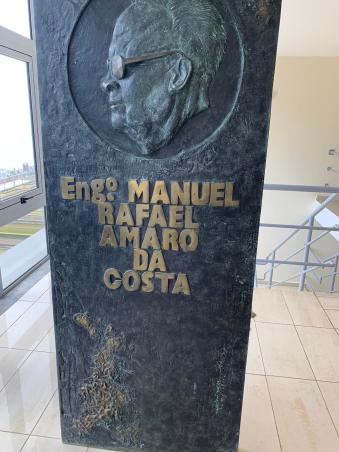 Engº MANUEL
RAFAEL
AMARO
DA
COSTA